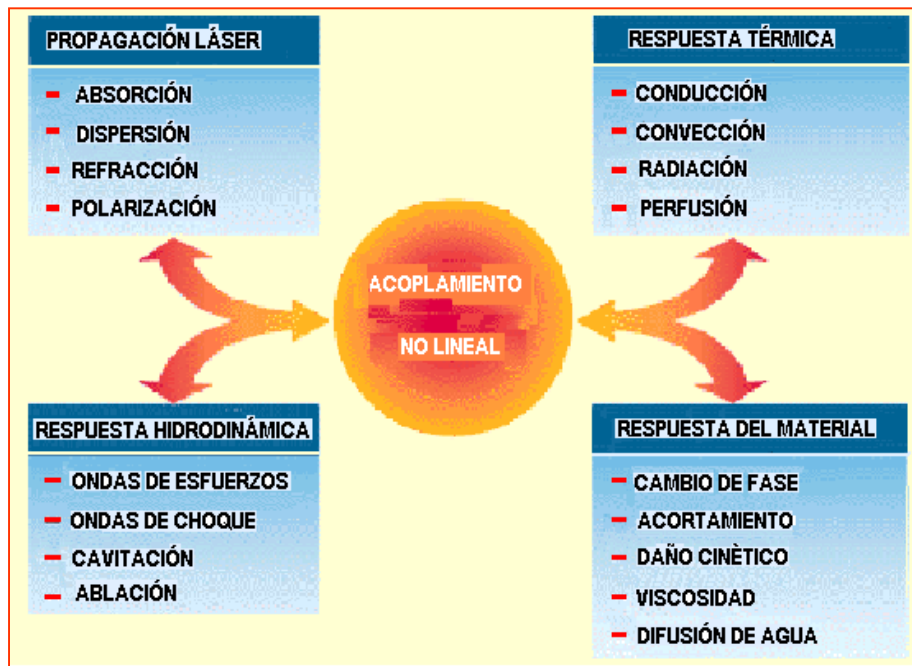 PROPAGACIÓN LÁSER
- ABSORCIÓN
- DISPERSIÓN
- REFRACCIÓN
- POLARIZACIÓN
RESPUESTA TÉRMICA
- CONDUCCIÓN
- CONVECCIÓN
- RADIACIÓN
- PERFUSIÓN
ACOPLAMIENTO
NO LINEAL
RESPUESTA HIDRODINÁMICA
- ONDAS DE ESFUERZOS
- ONDAS DE CHOQUE
- CAVITACIÓN
- ABLACIÓN
RESPUESTA DEL MATERIAL
- CAMBIO DE FASE
- ACORTAMIENTO
- DAÑO CINÈTICO
- VISCOSIDAD
- DIFUSIÓN DE AGUA